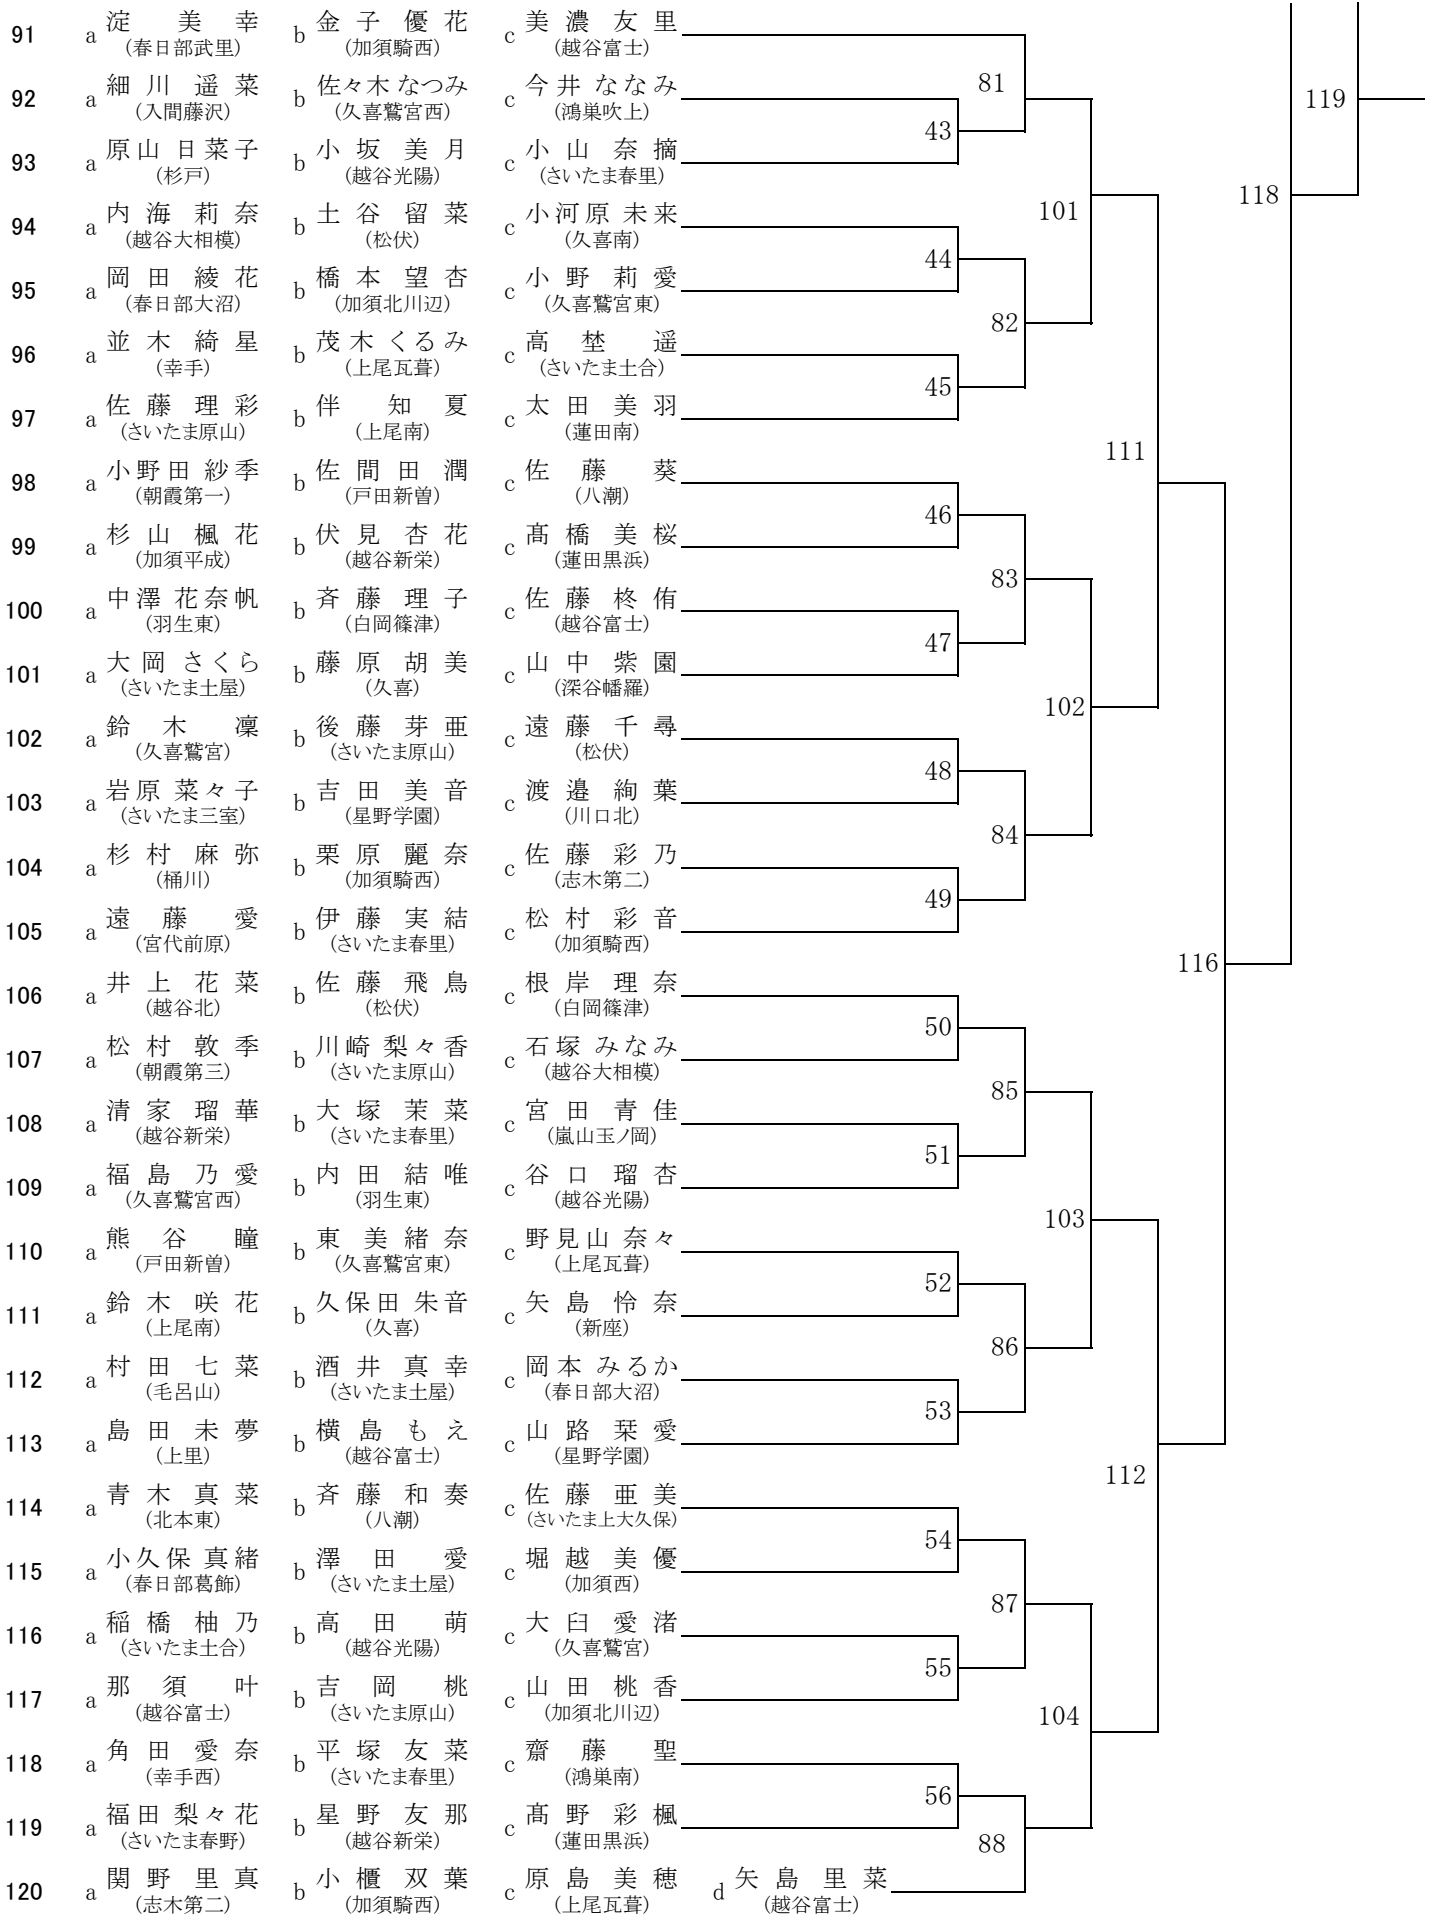 91 a 淀 美 幸 b 金 子 優 花 c 美 濃 友 里
(春日部武里) (加須騎西) (越谷富士)
81
92 a 細 川 遥 菜 b 佐々木 なつみ c 今 井 ななみ 119
(入間藤沢) (久喜鷲宮西) (鴻巣吹上)
43
93 a 原 山 日菜子 b 小 坂 美 月 c 小 山 奈 摘
(杉戸) (越谷光陽) (さいたま春里)
118
101
94 a 内 海 莉 奈 b 土 谷 留 菜 c 小河原 未来
(越谷大相模) (松伏) (久喜南)
44
95 a 岡 田 綾 花 b 橋 本 望 杏 c 小 野 莉 愛
(春日部大沼) (加須北川辺) (久喜鷲宮東)
82
96 a 並 木 綺 星 b 茂 木 くるみ c 高 埜 遥
(幸手) (上尾瓦葺) (さいたま土合)
45
97 a 佐 藤 理 彩 b 伴 知 夏 c 太 田 美 羽
(さいたま原山) (上尾南) (蓮田南)
111
98 a 小野田 紗季 b 佐 間 田 潤 c 佐 藤 葵
(朝霞第一) (戸田新曽) (八潮)
46
99 a 杉 山 楓 花 b 伏 見 杏 花 c 髙 橋 美 桜
(加須平成) (越谷新栄) (蓮田黒浜)
83
100 a 中澤 花奈帆 b 斉 藤 理 子 c 佐 藤 柊 侑
(羽生東) (白岡篠津) (越谷富士)
47
101 a 大 岡 さくら b 藤 原 胡 美 c 山 中 紫 園
(さいたま土屋) (久喜) (深谷幡羅)
102
102 a 鈴 木 凜 b 後 藤 芽 亜 c 遠 藤 千 尋
(久喜鷲宮) (さいたま原山) (松伏)
48
103 a 岩原 菜々子 b 吉 田 美 音 c 渡 邉 絢 葉
(さいたま三室) (星野学園) (川口北)
84
104 a 杉 村 麻 弥 b 栗 原 麗 奈 c 佐 藤 彩 乃
(桶川) (加須騎西) (志木第二)
49
105 a 遠 藤 愛 b 伊 藤 実 結 c 松 村 彩 音
(宮代前原) (さいたま春里) (加須騎西)
116
106 a 井 上 花 菜 b 佐 藤 飛 鳥 c 根 岸 理 奈
(越谷北) (松伏) (白岡篠津)
50
107 a 松 村 敦 季 b 川崎 梨々香 c 石塚 みなみ
(朝霞第三) (さいたま原山) (越谷大相模)
85
108 a 清 家 瑠 華 b 大 塚 茉 菜 c 宮 田 青 佳
(越谷新栄) (さいたま春里) (嵐山玉ノ岡)
51
109 a 福 島 乃 愛 b 内 田 結 唯 c 谷 口 瑠 杏
(久喜鷲宮西) (羽生東) (越谷光陽)
103
110 a 熊 谷 瞳 b 東 美 緒 奈 c 野見山 奈々
(戸田新曽) (久喜鷲宮東) (上尾瓦葺)
52
111 a 鈴 木 咲 花 b 久保田 朱音 c 矢 島 怜 奈
(上尾南) (久喜) (新座)
86
112 a 村 田 七 菜 b 酒 井 真 幸 c 岡本 みるか
(毛呂山) (さいたま土屋) (春日部大沼)
53
113 a 島 田 未 夢 b 横 島 も え c 山 路 栞 愛
(上里) (越谷富士) (星野学園)
112
114 a 青 木 真 菜 b 斉 藤 和 奏 c 佐 藤 亜 美
(北本東) (八潮) (さいたま上大久保)
54
115 a 小久保 真緒 b 澤 田 愛 c 堀 越 美 優
(春日部葛飾) (さいたま土屋) (加須西)
87
116 a 稲 橋 柚 乃 b 高 田 萌 c 大 臼 愛 渚
(さいたま土合) (越谷光陽) (久喜鷲宮)
55
117 a 那 須 叶 b 吉 岡 桃 c 山 田 桃 香
(越谷富士) (さいたま原山) (加須北川辺)
104
118 a 角 田 愛 奈 b 平 塚 友 菜 c 齋 藤 聖
(幸手西) (さいたま春里) (鴻巣南)
56
119 a 福田 梨々花 b 星 野 友 那 c 髙 野 彩 楓
(さいたま春野) (越谷新栄) (蓮田黒浜)
88
120 a 関 野 里 真 b 小 櫃 双 葉 c 原 島 美 穂 d 矢 島 里 菜
(志木第二) (加須騎西) (上尾瓦葺) (越谷富士)